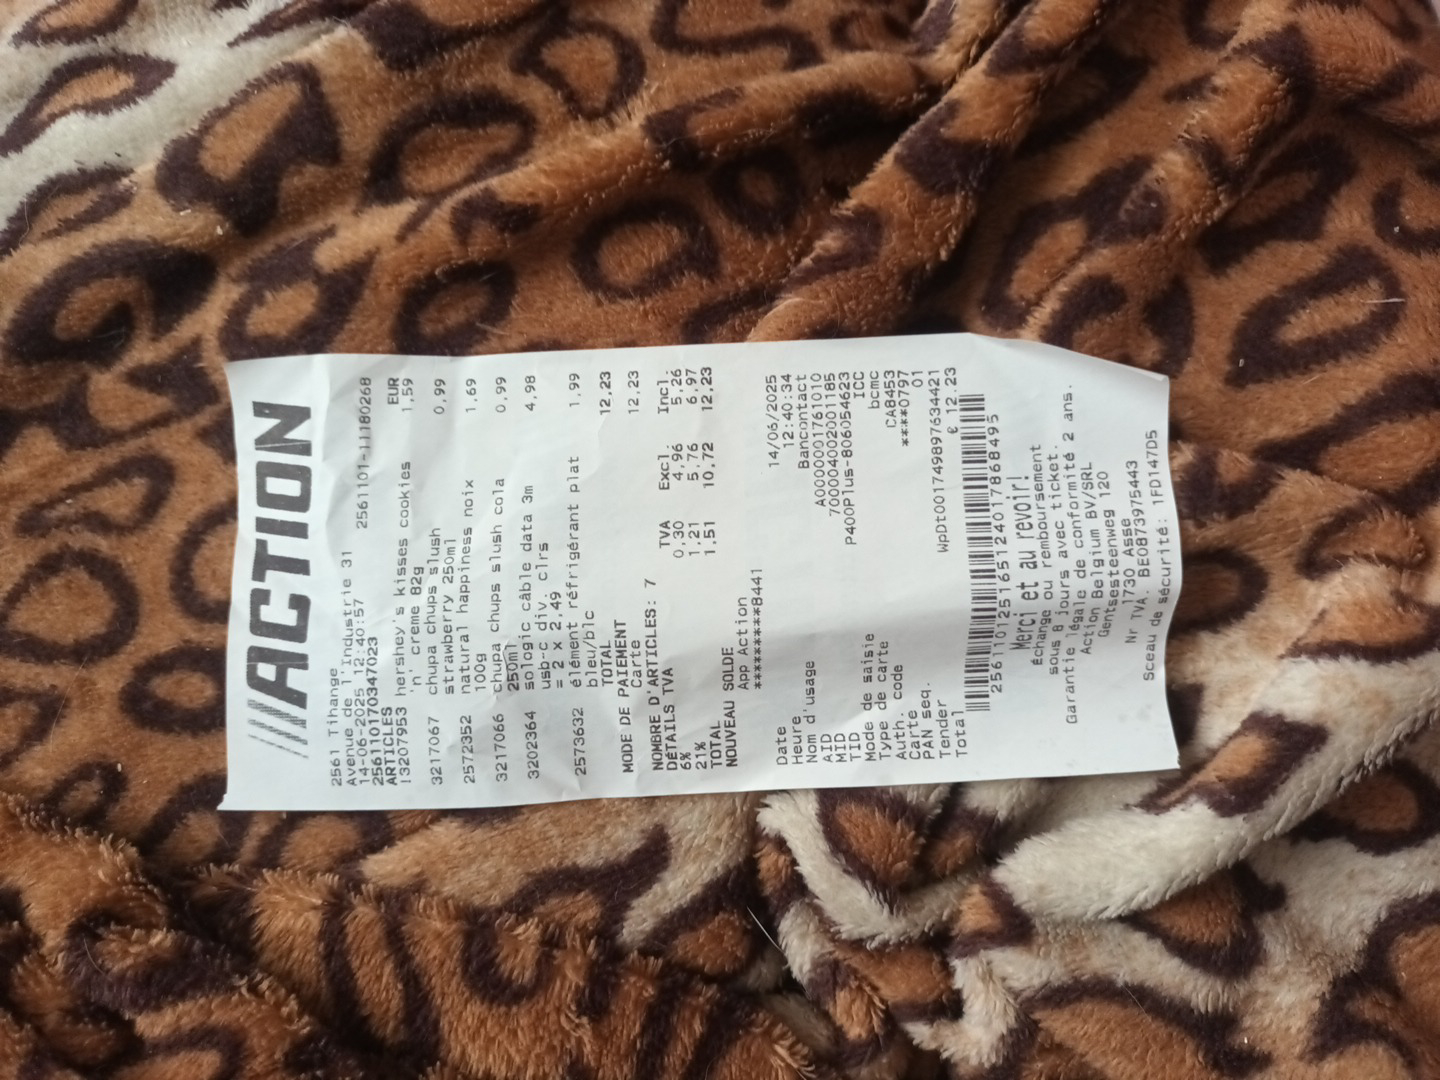 ACTION
2561 Tihange
Avenue de l'Industrie 31
14-06-2025 12:40:57 2561101-111180268
256110170347023
ARTICLES EUR
13207953 hershey's kisses cookies 1,59
'n' creme 82g
3217067 chupa chups slush 0,99
strawberry 250ml
2572352 natural happiness noix 1,69
100g
3217066 chupa chups slush cola 0,99
250ml
3202364 sologic câble data 3m 4,98
usb-c div. clrs
= 2 x 2,49
2573632 élément réfrigérant plat 1,99
bleu/blc
TOTAL 12,23
MODE DE PAIEMENT
Carte 12,23
NOMBRE D'ARTICLES: 7
DÉTAILS TVA TVA Excl. Incl.
6% 0,30 4,96 5,26
21% 1,21 5,76 6,97
TOTAL 1,51 10,72 12,23
NOUVEAU SOLDE
App Action
**********8441
Date 14/06/2025
Heure 12:40:34
Nom d'usage Bancontact
AID A0000001761010
MID 700004002001185
TID P400Plus-806054623
Mode de saisie ICC
Type de carte bcmc
Auth. code CA8453
Carte ****0797
PAN seq. 01
Tender Wpbt001749897634421
Total € 12,23
2561101251651240178684​95
Merci et au revoir!
Échange ou remboursement
sous 8 jours avec ticket.
Garantie légale de conformité 2 ans.
Action Belgium BV/SRL
Gentsesteenweg 120
1730 Asse
Nr TVA. BE0873975443
Sceau de sécurité: 1FD147D5